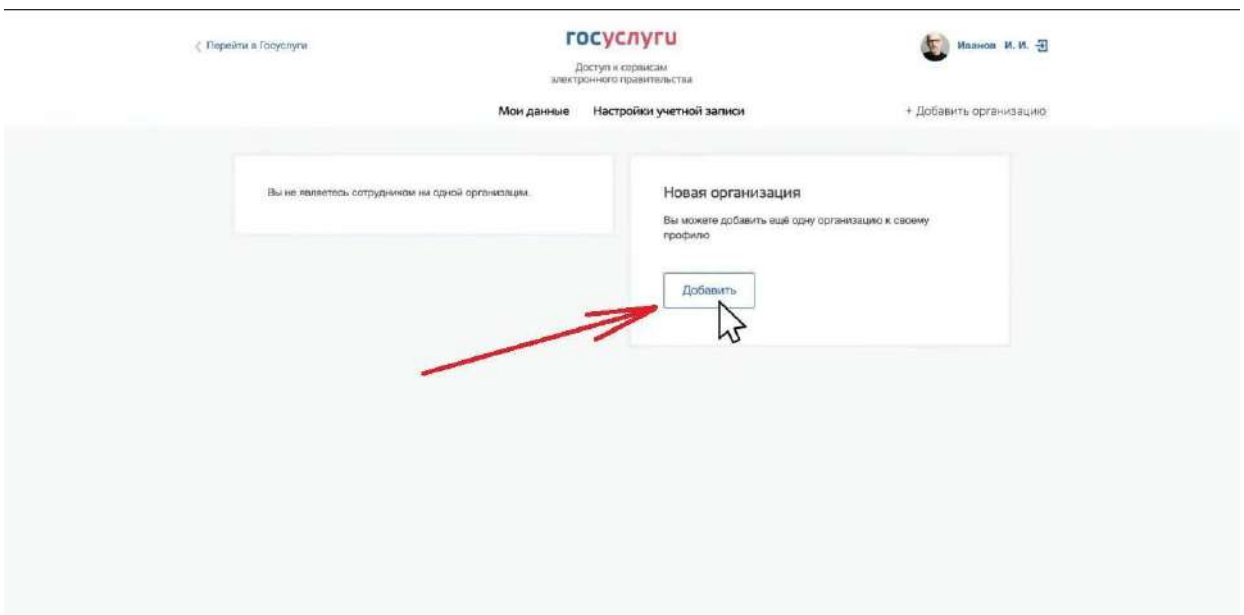 Перейти в Госуслуги
госуслуги
Иванов И. И.
Доступ к сервисам
электронного правительства
Мои данные Настройки учетной записи + Добавить организацию
Вы не являетесь сотрудником ни одной организации.
Новая организация
Вы можете добавить ещё одну организацию к своему
профилю
Добавить